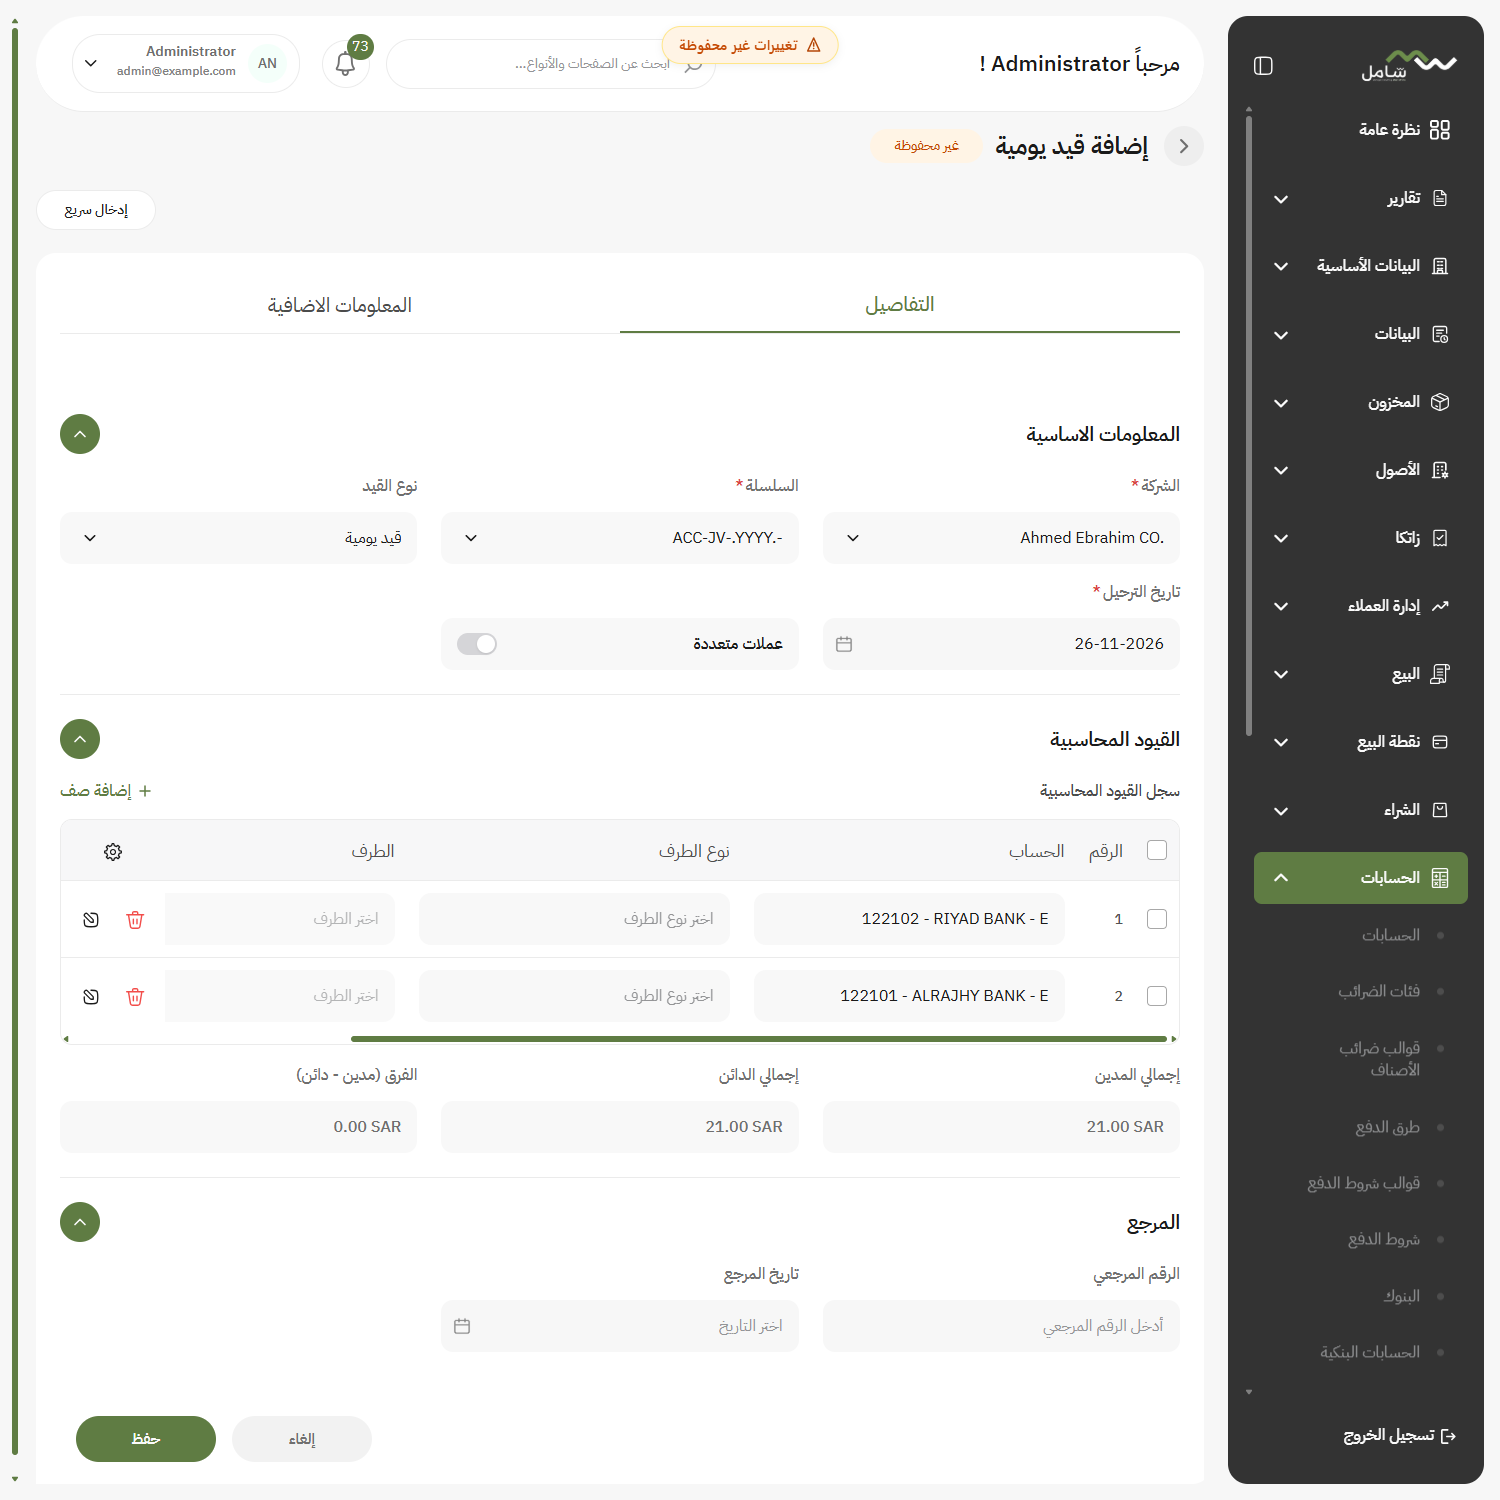 شامل
نظرة عامة
تقارير
البيانات الأساسية
البيانات
المخزون
الأصول
زاتكا
إدارة العملاء
البيع
نقطة البيع
الشراء
الحسابات
الحسابات
فئات الضرائب
قوالب ضرائب
الأصناف
طرق الدفع
قوالب شروط الدفع
شروط الدفع
البنوك
الحسابات البنكية
تسجيل الخروج
مرحباً Administrator !
تغييرات غير محفوظة
ابحث عن الصفحات والأنواع...
73
AN
Administrator
admin@example.com
إضافة قيد يومية
غير محفوظة
إدخال سريع
التفاصيل
المعلومات الاضافية
المعلومات الاساسية
الشركة *
السلسلة *
نوع القيد
Ahmed Ebrahim CO.
ACC-JV-.YYYY.-
قيد يومية
تاريخ الترحيل *
26-11-2026
عملات متعددة
القيود المحاسبية
سجل القيود المحاسبية
+ إضافة صف
الرقم
الحساب
نوع الطرف
الطرف
1
122102 - RIYAD BANK - E
اختر نوع الطرف
اختر الطرف
2
122101 - ALRAJHY BANK - E
اختر نوع الطرف
اختر الطرف
إجمالي المدين
إجمالي الدائن
الفرق (مدين - دائن)
21.00 SAR
21.00 SAR
0.00 SAR
المرجع
الرقم المرجعي
تاريخ المرجع
أدخل الرقم المرجعي
اختر التاريخ
إلغاء
حفظ